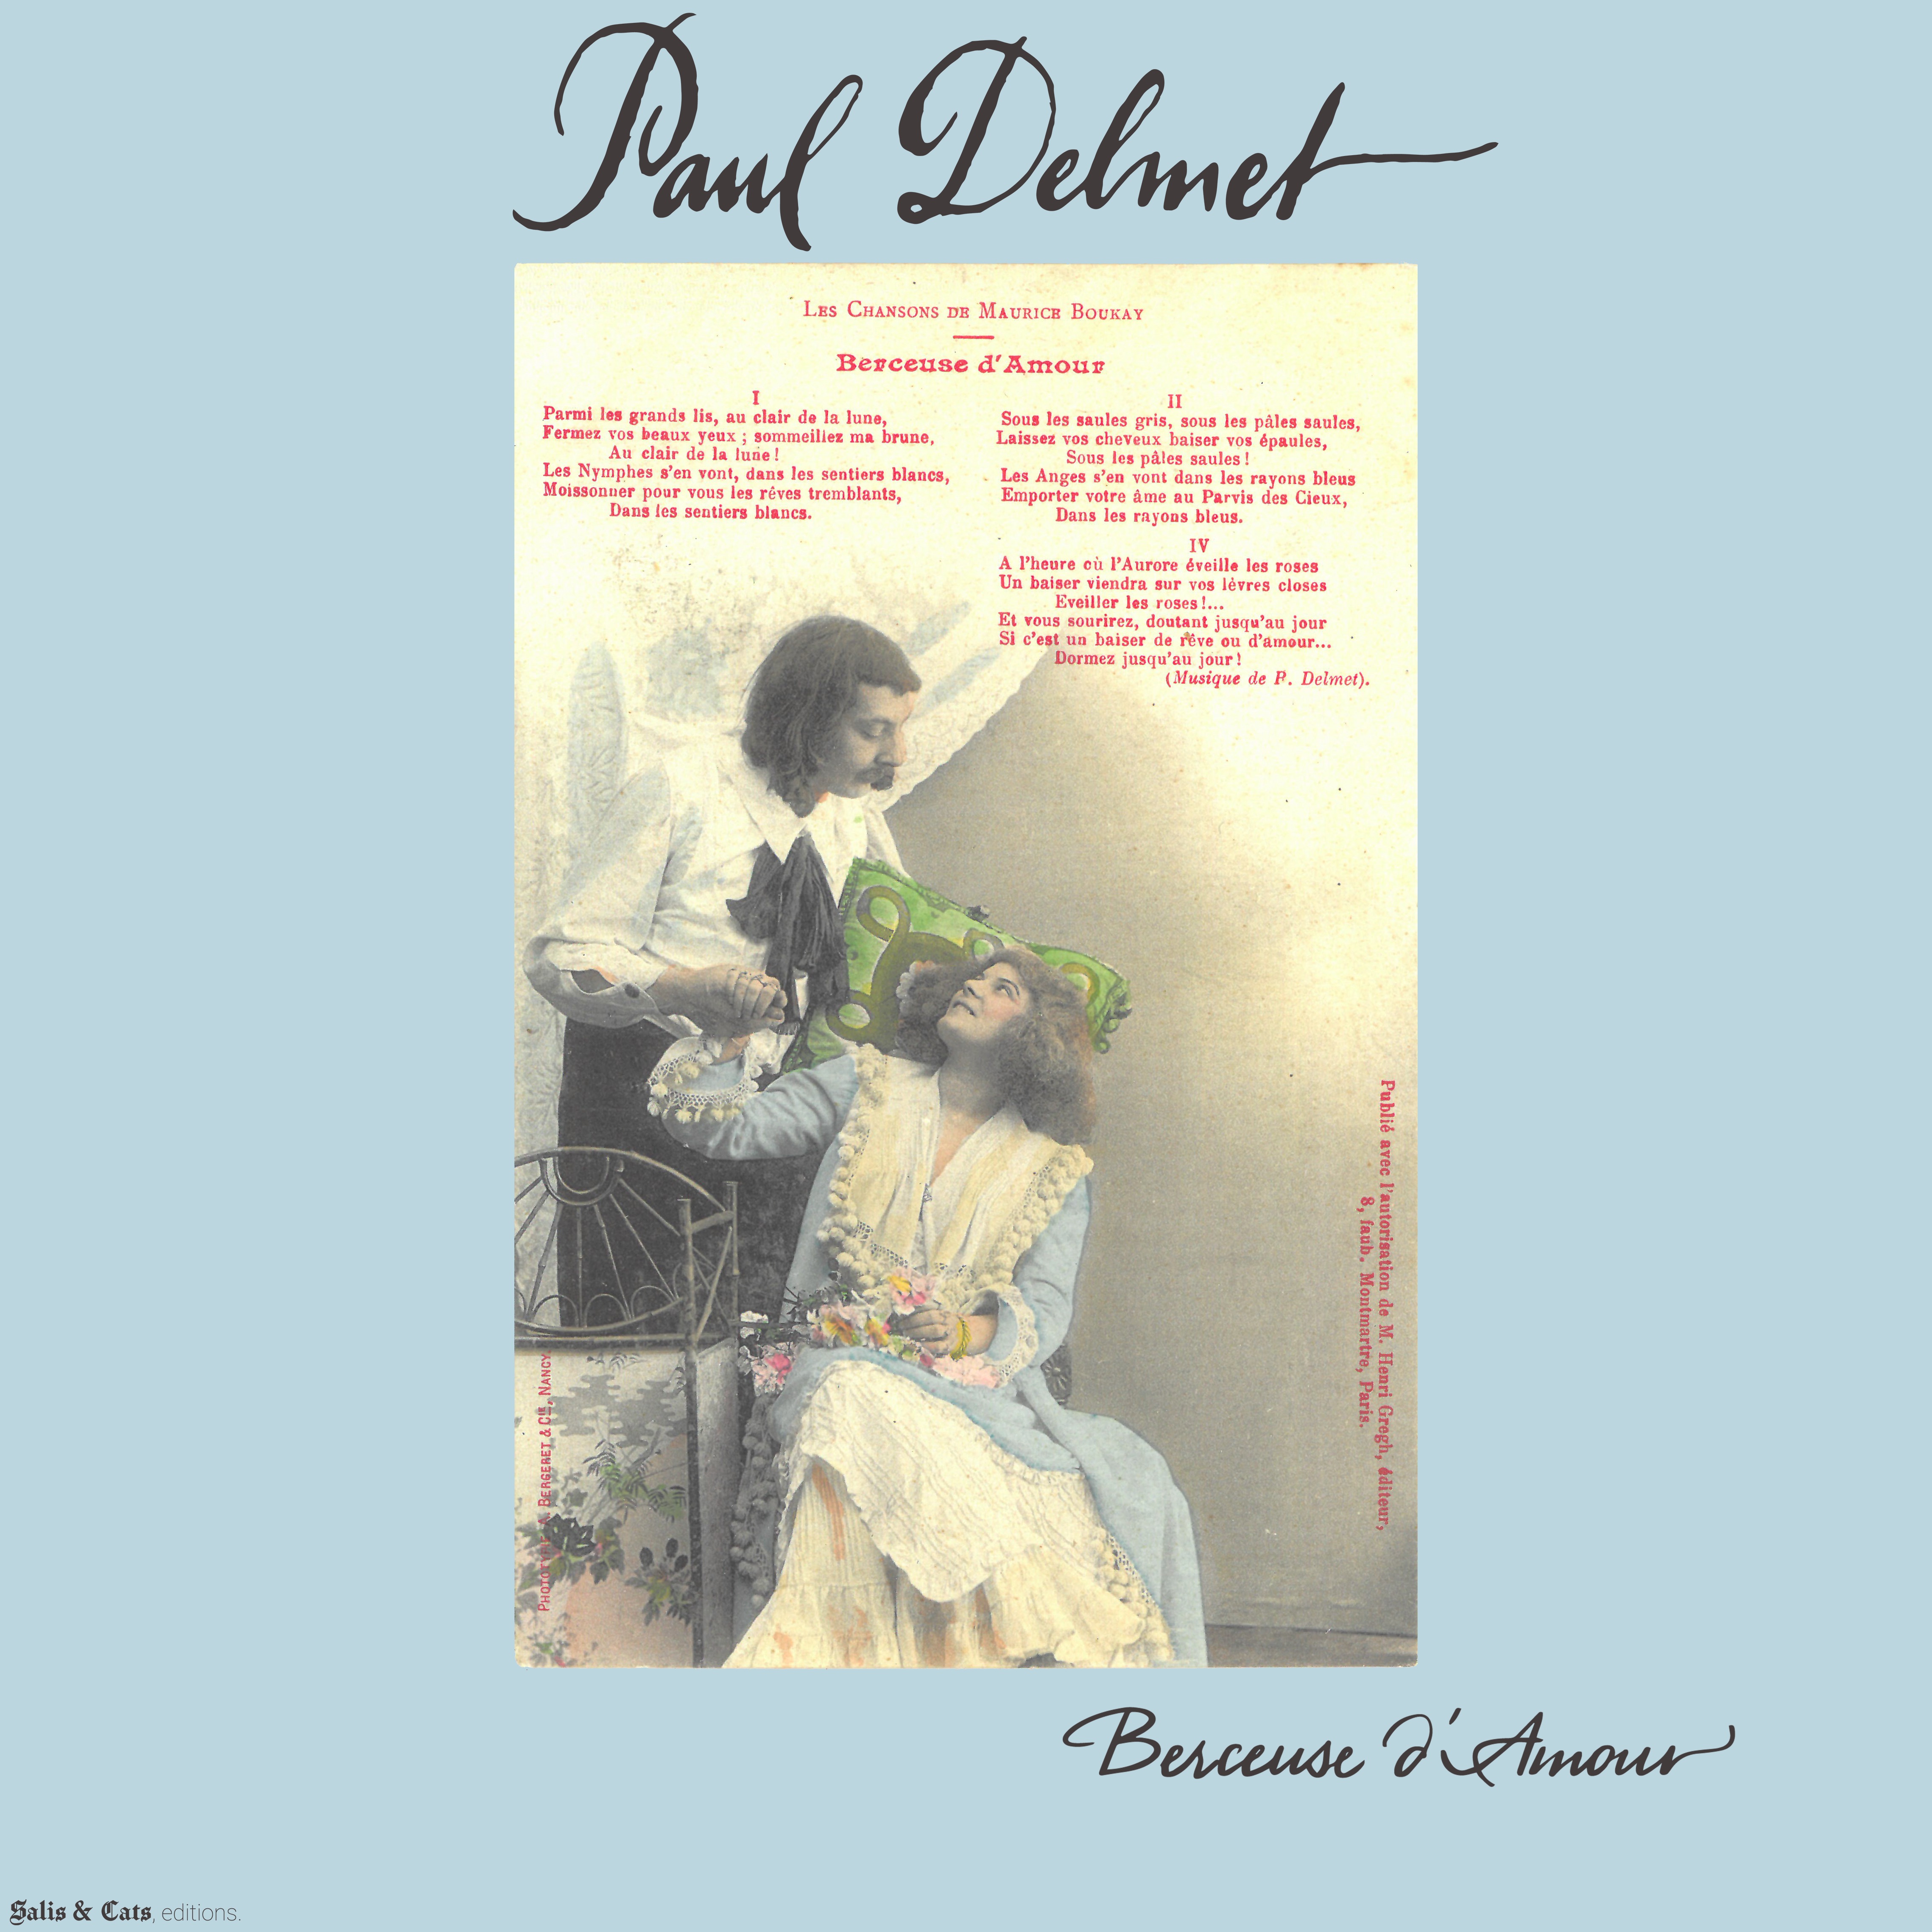 Paul Delmet
LES CHANSONS DE MAURICE BOUKAY
Berceuse d'Amour
I
Parmi les grands lis, au clair de la lune,
Fermez vos beaux yeux ; sommeillez ma brune,
Au clair de la lune !
Les Nymphes s'en vont, dans les sentiers blancs,
Moissonner pour vous les rêves tremblants,
Dans les sentiers blancs.
II
Sous les saules gris, sous les pâles saules,
Laissez vos cheveux baiser vos épaules,
Sous les pâles saules !
Les Anges s'en vont dans les rayons bleus
Emporter votre âme au Parvis des Cieux,
Dans les rayons bleus.
IV
A l'heure où l'Aurore éveille les roses
Un baiser viendra sur vos lèvres closes
Eveiller les roses !...
Et vous sourirez, doutant jusqu'au jour
Si c'est un baiser de rêve ou d'amour...
Dormez jusqu'au jour !
(Musique de P. Delmet).
Publié avec l'autorisation de M. Henri Gregh, éditeur,
8, faub. Montmartre, Paris.
PHOTOTYPIE A. BERGERET & Cie, NANCY
Berceuse d'Amour
Salis & Cats, editions.